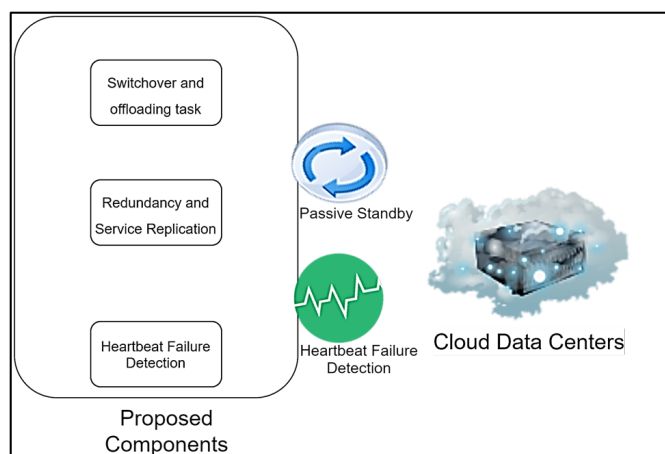 Switchover and
offloading task
Redundancy and
Service Replication
Heartbeat Failure
Detection
Proposed
Components
Passive Standby
Heartbeat Failure
Detection
Cloud Data Centers